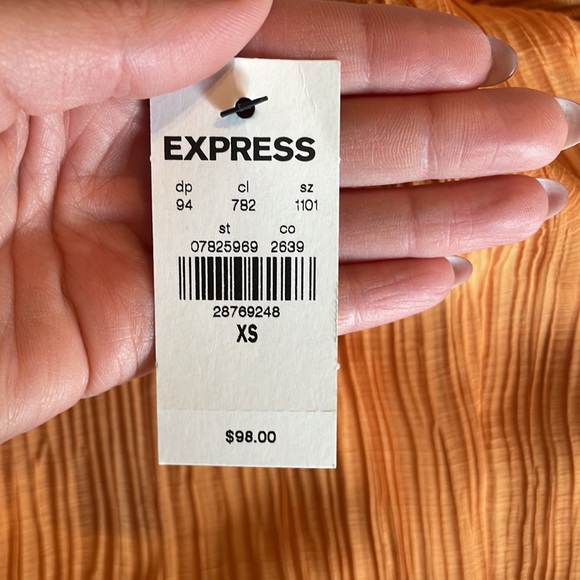 EXPRESS
dp cl sz
94 782 1101
st co
07825969 2639
28769248
XS
$98.00